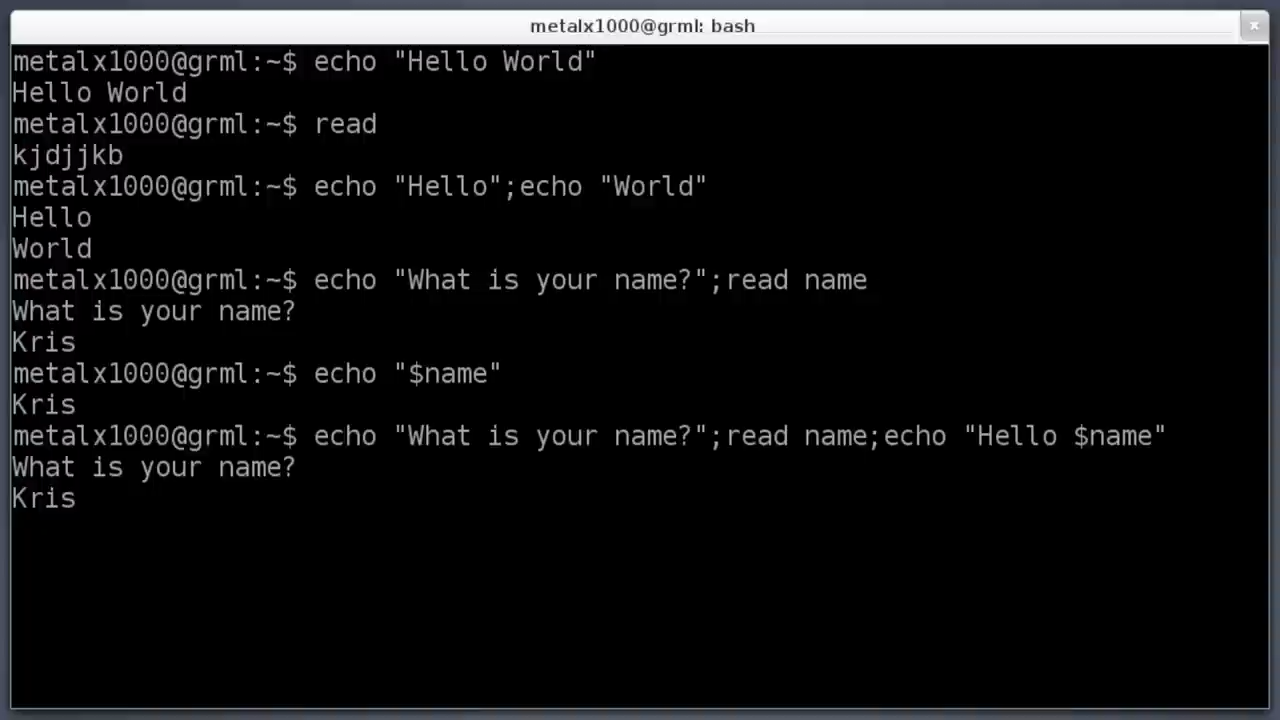 metalx1000@grml: bash
metalx1000@grml:~$ echo "Hello World"
Hello World
metalx1000@grml:~$ read
kjdjjkb
metalx1000@grml:~$ echo "Hello";echo "World"
Hello
World
metalx1000@grml:~$ echo "What is your name?";read name
What is your name?
Kris
metalx1000@grml:~$ echo "$name"
Kris
metalx1000@grml:~$ echo "What is your name?";read name;echo "Hello $name"
What is your name?
Kris